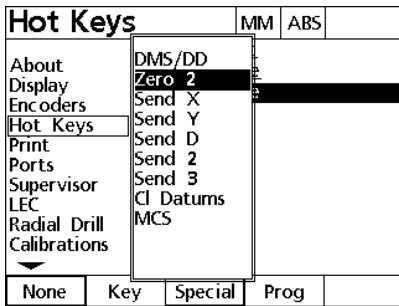 Hot Keys MM ABS
About
Display
Encoders
Hot Keys
Print
Ports
Supervisor
LEC
Radial Drill
Calibrations
DMS/DD
Zero 2
Send X
Send Y
Send D
Send 2
Send 3
Cl Datums
MCS
None Key Special Prog